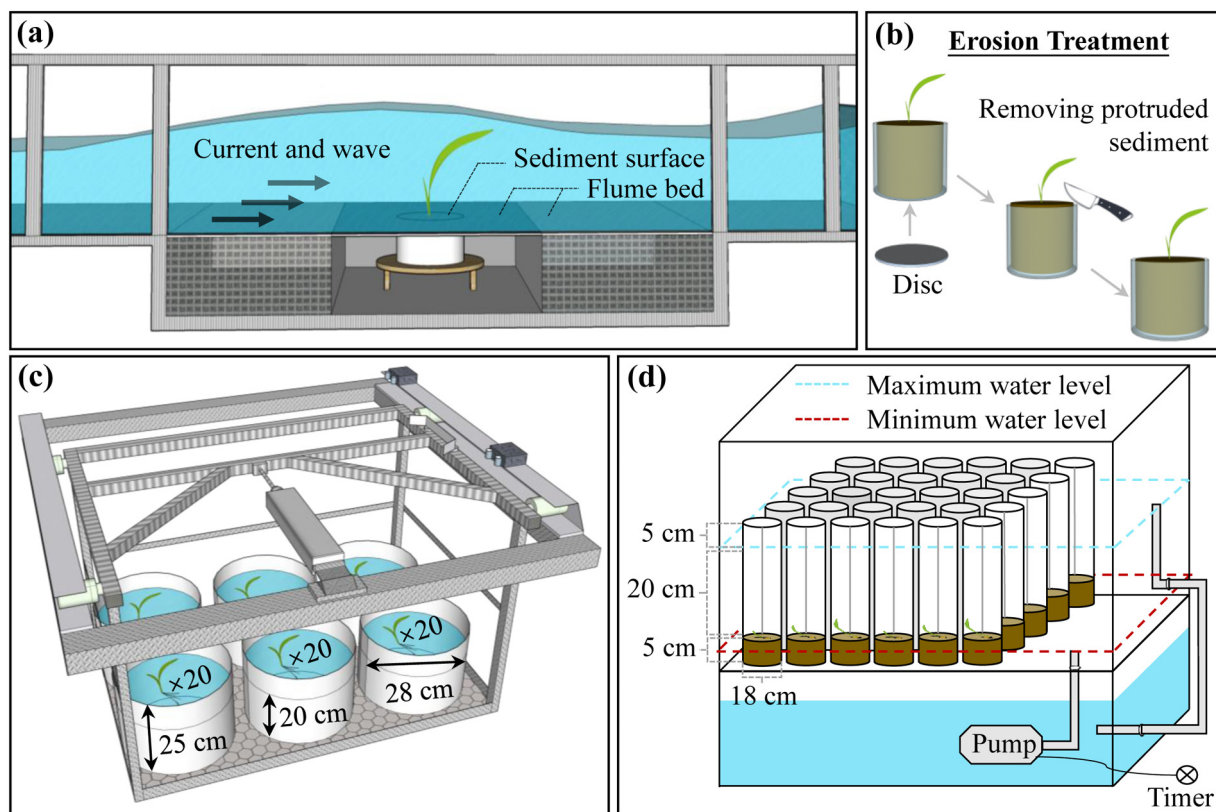 (a)
Current and wave
Sediment surface
Flume bed
(b)
Erosion Treatment
Removing protruded
sediment
Disc
(c)
×20
×20
×20
25 cm
20 cm
28 cm
(d)
Maximum water level
Minimum water level
5 cm
20 cm
5 cm
18 cm
Pump
Timer